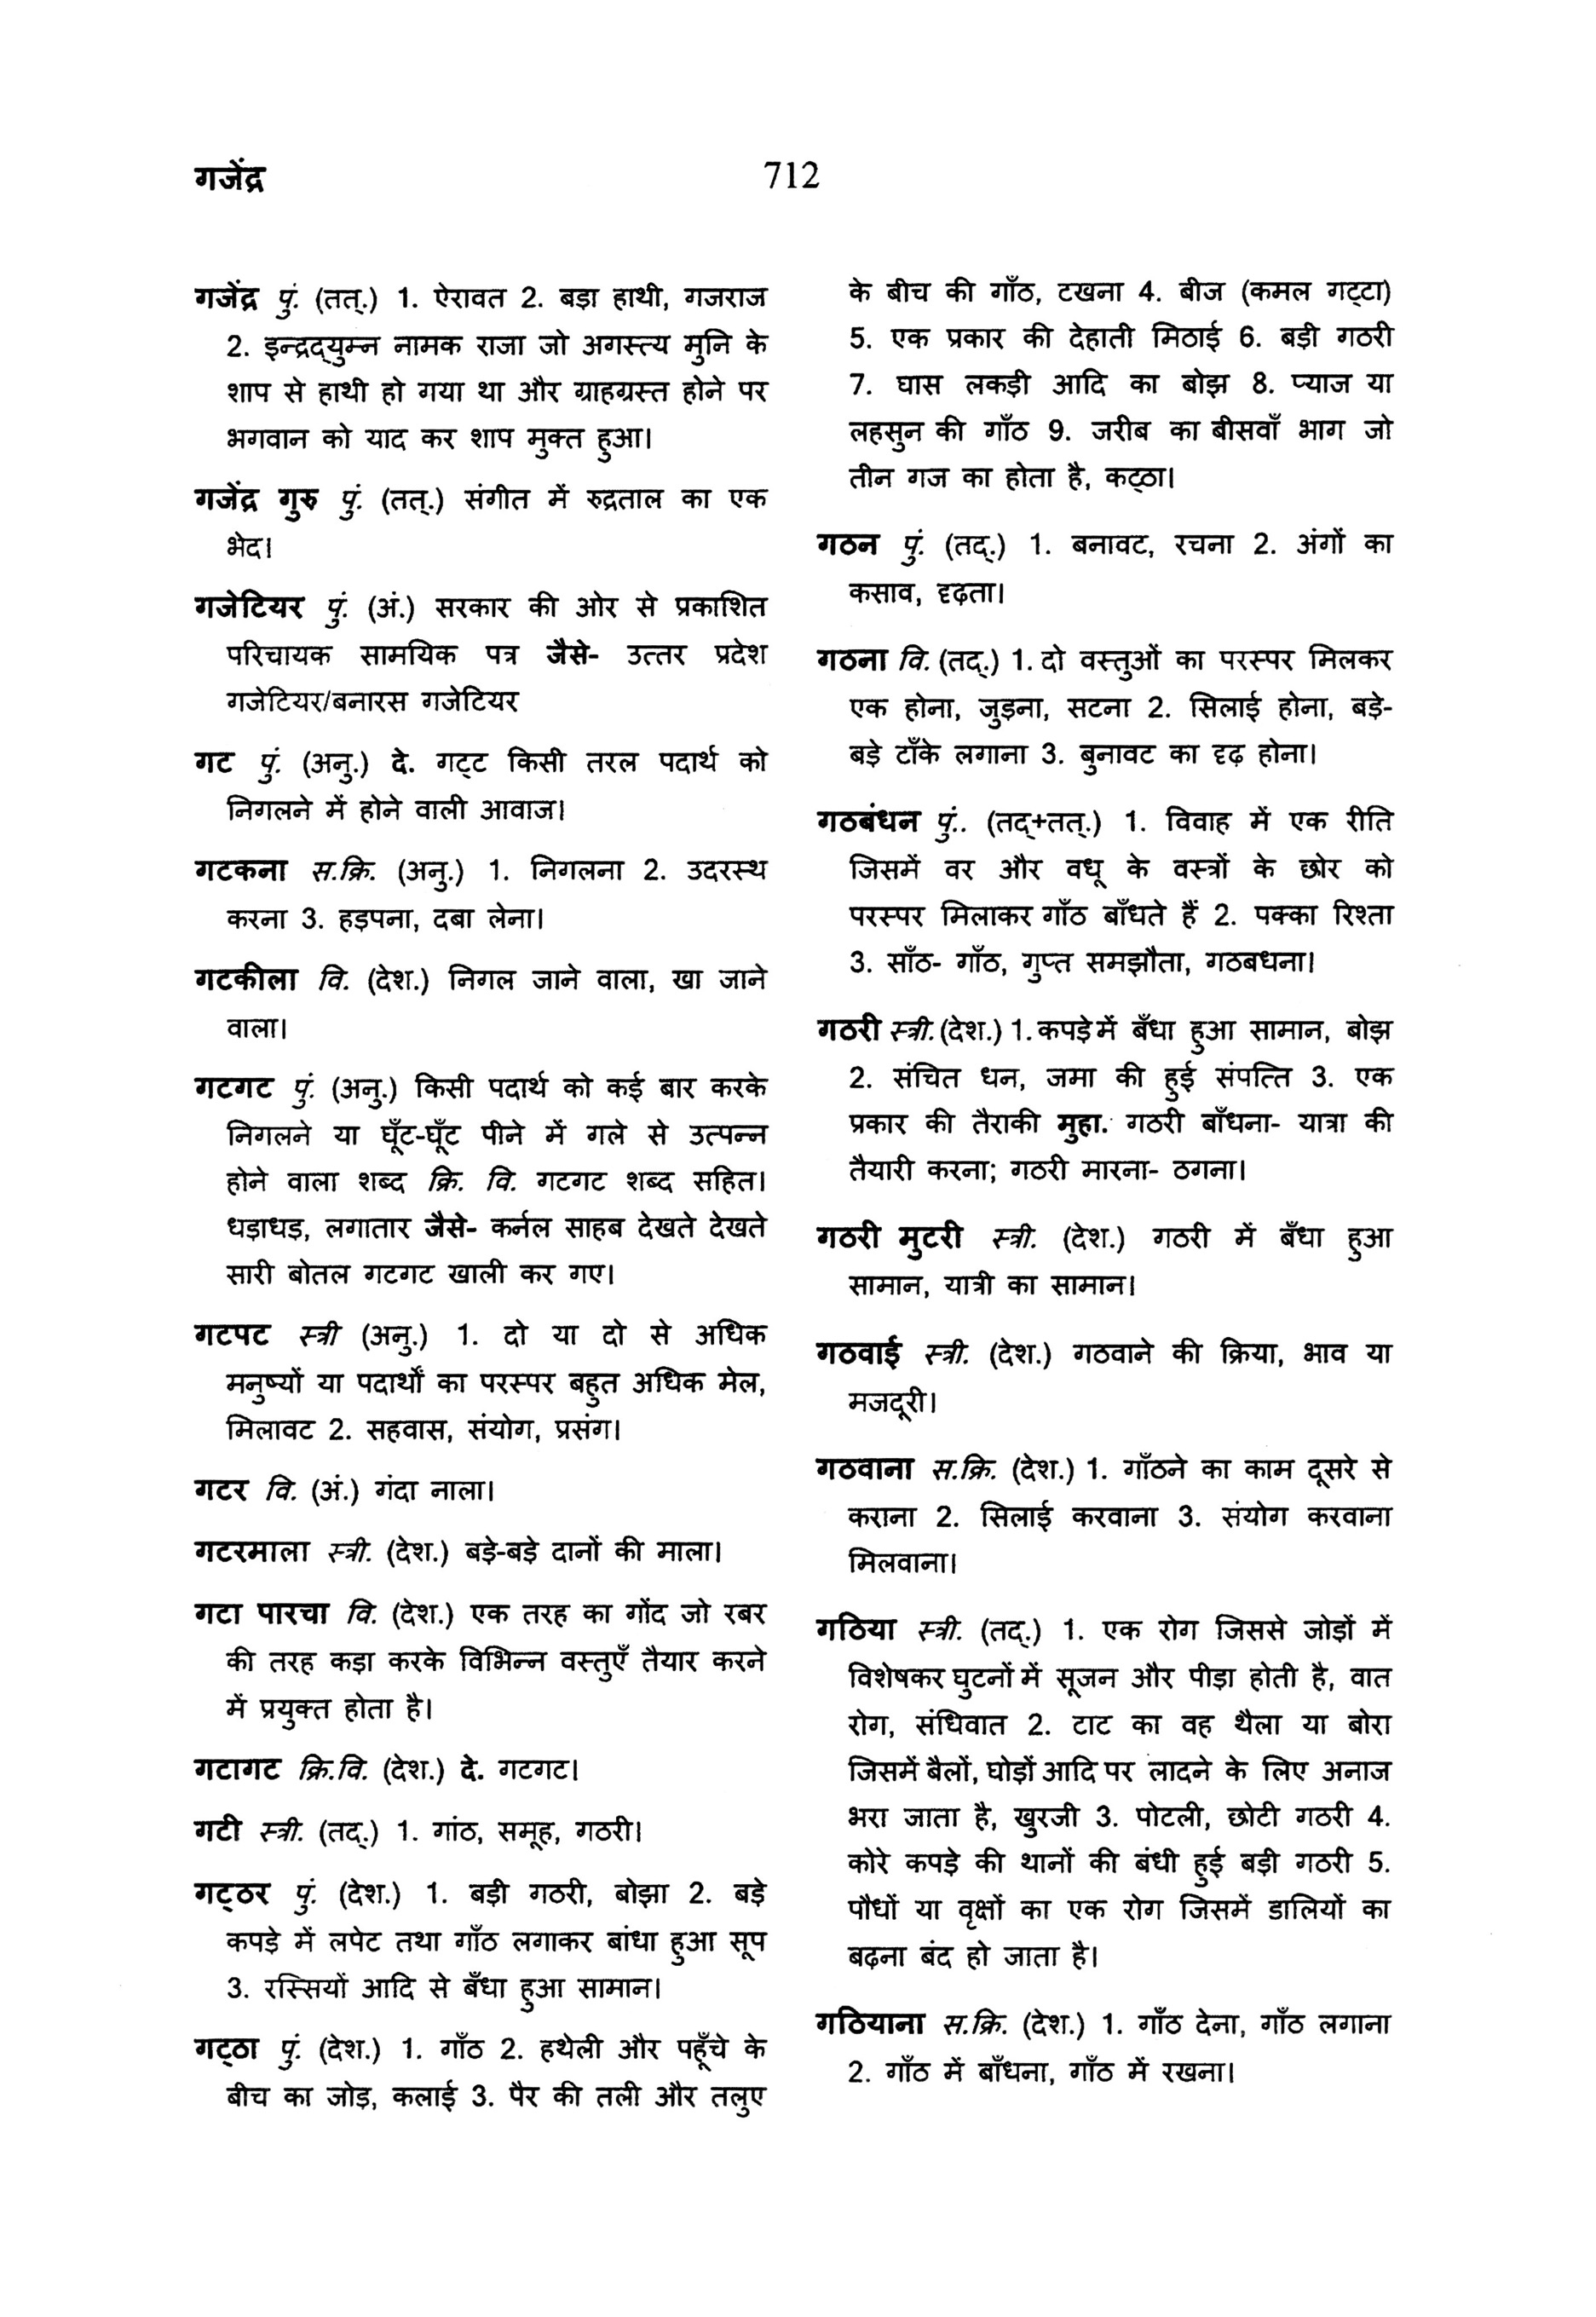 गजेंद्र
712
गजेंद्र पुं. (तत्.) 1. ऐरावत 2. बड़ा हाथी, गजराज
2. इन्द्रद्युम्न नामक राजा जो अगस्त्य मुनि के
शाप से हाथी हो गया था और ग्राहग्रस्त होने पर
भगवान को याद कर शाप मुक्त हुआ।
गजेंद्र गुरु पुं. (तत्.) संगीत में रुद्रताल का एक
भेद।
गजेटियर पुं. (अं.) सरकार की ओर से प्रकाशित
परिचायक सामयिक पत्र जैसे- उत्तर प्रदेश
गजेटियर/बनारस गजेटियर
गट पुं. (अनु.) दे. गट्ट किसी तरल पदार्थ को
निगलने में होने वाली आवाज।
गटकना स.क्रि. (अनु.) 1. निगलना 2. उदरस्थ
करना 3. हड़पना, दबा लेना।
गटकीला वि. (देश.) निगल जाने वाला, खा जाने
वाला।
गटगट पुं. (अनु.) किसी पदार्थ को कई बार करके
निगलने या घूँट-घूँट पीने में गले से उत्पन्न
होने वाला शब्द क्रि. वि. गटगट शब्द सहित।
धड़ाधड़, लगातार जैसे- कर्नल साहब देखते देखते
सारी बोतल गटगट खाली कर गए।
गटपट स्त्री (अनु.) 1. दो या दो से अधिक
मनुष्यों या पदार्थों का परस्पर बहुत अधिक मेल,
मिलावट 2. सहवास, संयोग, प्रसंग।
गटर वि. (अं.) गंदा नाला।
गटरमाला स्त्री. (देश.) बड़े-बड़े दानों की माला।
गटा पारचा वि. (देश.) एक तरह का गोंद जो रबर
की तरह कड़ा करके विभिन्न वस्तुएँ तैयार करने
में प्रयुक्त होता है।
गटागट क्रि.वि. (देश.) दे. गटगट।
गटी स्त्री. (तद्.) 1. गांठ, समूह, गठरी।
गट्ठर पुं. (देश.) 1. बड़ी गठरी, बोझा 2. बड़े
कपड़े में लपेट तथा गाँठ लगाकर बांधा हुआ सूप
3. रस्सियों आदि से बँधा हुआ सामान।
गट्ठा पुं. (देश.) 1. गाँठ 2. हथेली और पहूँचे के
बीच का जोड़, कलाई 3. पैर की तली और तलुए
के बीच की गाँठ, टखना 4. बीज (कमल गट्टा)
5. एक प्रकार की देहाती मिठाई 6. बड़ी गठरी
7. घास लकड़ी आदि का बोझ 8. प्याज या
लहसुन की गाँठ 9. जरीब का बीसवाँ भाग जो
तीन गज का होता है, कट्ठा।
गठन पुं. (तद्.) 1. बनावट, रचना 2. अंगों का
कसाव, दृढ़ता।
गठना वि. (तद्.) 1. दो वस्तुओं का परस्पर मिलकर
एक होना, जुड़ना, सटना 2. सिलाई होना, बड़े-
बड़े टाँके लगाना 3. बुनावट का दृढ़ होना।
गठबंधन पुं.. (तद्+तत्.) 1. विवाह में एक रीति
जिसमें वर और वधू के वस्त्रों के छोर को
परस्पर मिलाकर गाँठ बाँधते हैं 2. पक्का रिश्ता
3. साँठ- गाँठ, गुप्त समझौता, गठबधना।
गठरी स्त्री. (देश.) 1. कपड़े में बँधा हुआ सामान, बोझ
2. संचित धन, जमा की हुई संपत्ति 3. एक
प्रकार की तैराकी मुहा. गठरी बाँधना- यात्रा की
तैयारी करना; गठरी मारना- ठगना।
गठरी मुटरी स्त्री. (देश.) गठरी में बँधा हुआ
सामान, यात्री का सामान।
गठवाई स्त्री. (देश.) गठवाने की क्रिया, भाव या
मजदूरी।
गठवाना स.क्रि. (देश.) 1. गाँठने का काम दूसरे से
कराना 2. सिलाई करवाना 3. संयोग करवाना
मिलवाना।
गठिया स्त्री. (तद्.) 1. एक रोग जिससे जोड़ों में
विशेषकर घुटनों में सूजन और पीड़ा होती है, वात
रोग, संधिवात 2. टाट का वह थैला या बोरा
जिसमें बैलों, घोड़ों आदि पर लादने के लिए अनाज
भरा जाता है, खुरजी 3. पोटली, छोटी गठरी 4.
कोरे कपड़े की थानों की बंधी हुई बड़ी गठरी 5.
पौधों या वृक्षों का एक रोग जिसमें डालियों का
बढ़ना बंद हो जाता है।
गठियाना स.क्रि. (देश.) 1. गाँठ देना, गाँठ लगाना
2. गाँठ में बाँधना, गाँठ में रखना।